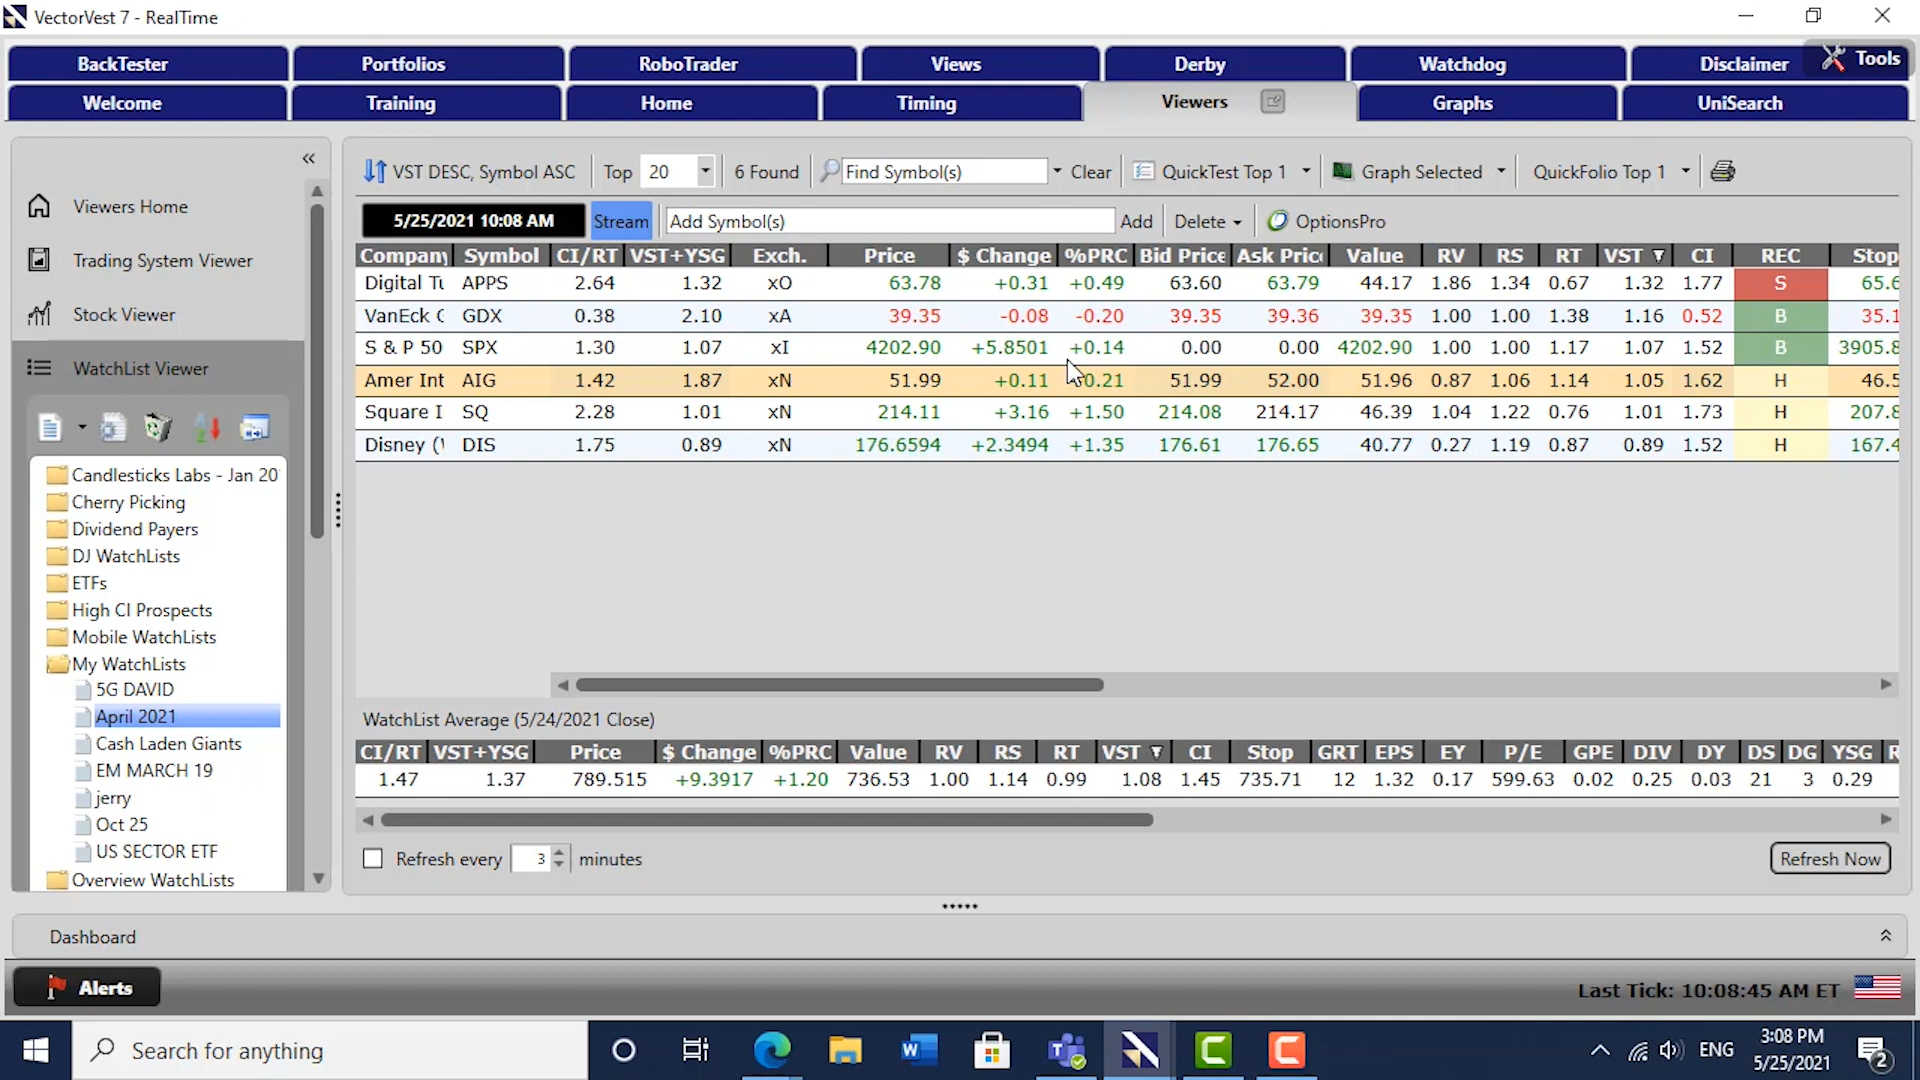 VectorVest 7 - RealTime
BackTester Portfolios RoboTrader Views Derby Watchdog Disclaimer Tools
Welcome Training Home Timing Viewers Graphs UniSearch
«
Viewers Home
Trading System Viewer
Stock Viewer
WatchList Viewer
Candlesticks Labs - Jan 20
Cherry Picking
Dividend Payers
DJ WatchLists
ETFs
High CI Prospects
Mobile WatchLists
My WatchLists
5G DAVID
April 2021
Cash Laden Giants
EM MARCH 19
jerry
Oct 25
US SECTOR ETF
Overview WatchLists
VST DESC, Symbol ASC Top 20 6 Found Find Symbol(s) Clear QuickTest Top 1 Graph Selected QuickFolio Top 1
5/25/2021 10:08 AM Stream Add Symbol(s) Add Delete OptionsPro
Company Symbol CI/RT VST+YSG Exch. Price $ Change %PRC Bid Price Ask Pric Value RV RS RT VST CI REC Stop
Digital Tu APPS 2.64 1.32 xO 63.78 +0.31 +0.49 63.60 63.79 44.17 1.86 1.34 0.67 1.32 1.77 S 65.6
VanEck G GDX 0.38 2.10 xA 39.35 -0.08 -0.20 39.35 39.36 39.35 1.00 1.00 1.38 1.16 0.52 B 35.1
S & P 50 SPX 1.30 1.07 xI 4202.90 +5.8501 +0.14 0.00 0.00 4202.90 1.00 1.00 1.17 1.07 1.52 B 3905.8
Amer Int AIG 1.42 1.87 xN 51.99 +0.11 +0.21 51.99 52.00 51.96 0.87 1.06 1.14 1.05 1.62 H 46.5
Square I SQ 2.28 1.01 xN 214.11 +3.16 +1.50 214.08 214.17 46.39 1.04 1.22 0.76 1.01 1.73 H 207.8
Disney (\ DIS 1.75 0.89 xN 176.6594 +2.3494 +1.35 176.61 176.65 40.77 0.27 1.19 0.87 0.89 1.52 H 167.4
WatchList Average (5/24/2021 Close)
CI/RT VST+YSG Price $ Change %PRC Value RV RS RT VST CI Stop GRT EPS EY P/E GPE DIV DY DS DG YSG R
1.47 1.37 789.515 +9.3917 +1.20 736.53 1.00 1.14 0.99 1.08 1.45 735.71 12 1.32 0.17 599.63 0.02 0.25 0.03 21 3 0.29
Refresh every 3 minutes Refresh Now
Dashboard
Alerts Last Tick: 10:08:45 AM ET
Search for anything ENG 3:08 PM
5/25/2021 2